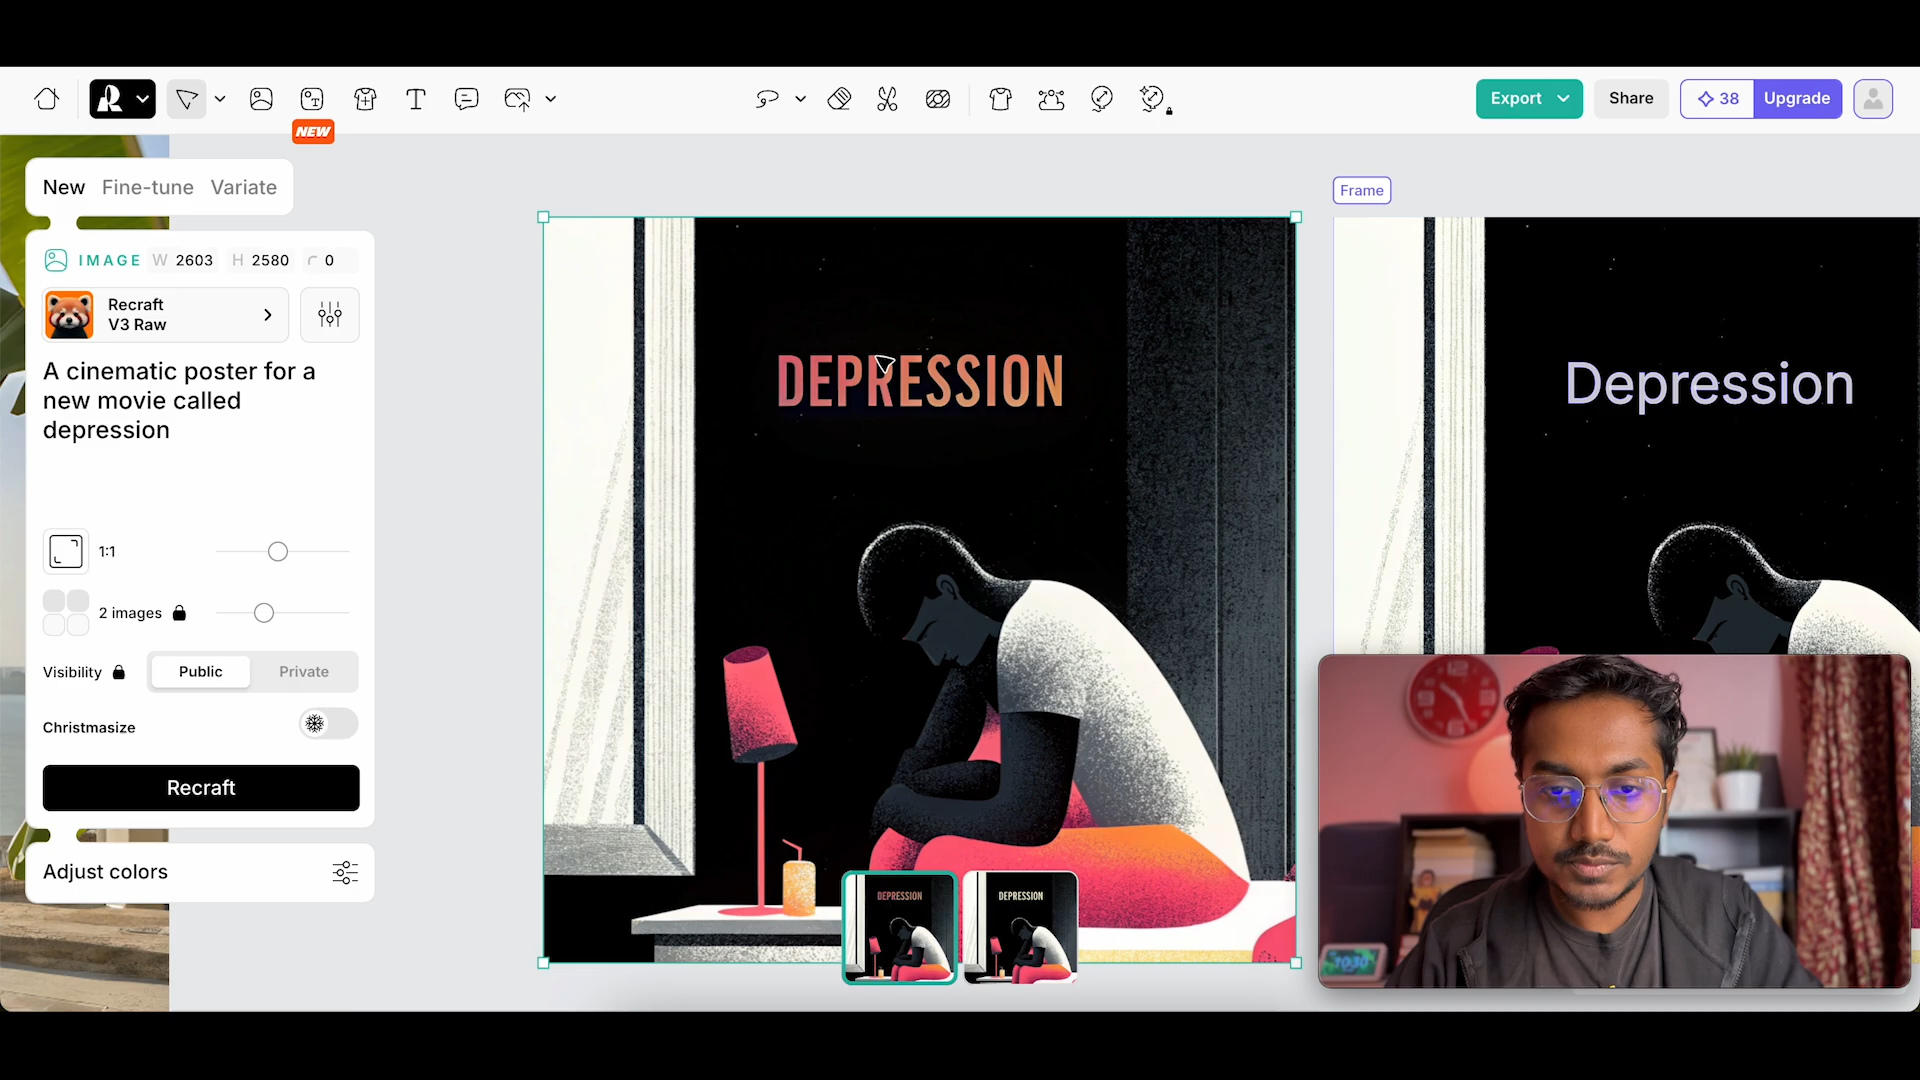 T
T
NEW
Export
Share
38
Upgrade
New Fine-tune Variate
Frame
IMAGE W 2603 H 2580 0
Recraft
V3 Raw
A cinematic poster for a
new movie called
depression
DEPRESSION
Depression
1:1
2 images
Visibility Public Private
Christmasize
Recraft
Adjust colors
DEPRESSION
DEPRESSION